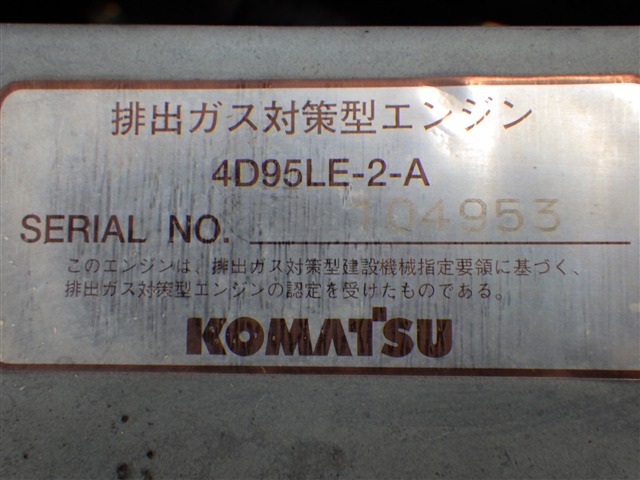 排出ガス対策型エンジン
4D95LE-2-A
SERIAL NO. 104953
このエンジンは、排出ガス対策型建設機械指定要領に基づく、
排出ガス対策型エンジンの認定を受けたものである。
KOMATSU